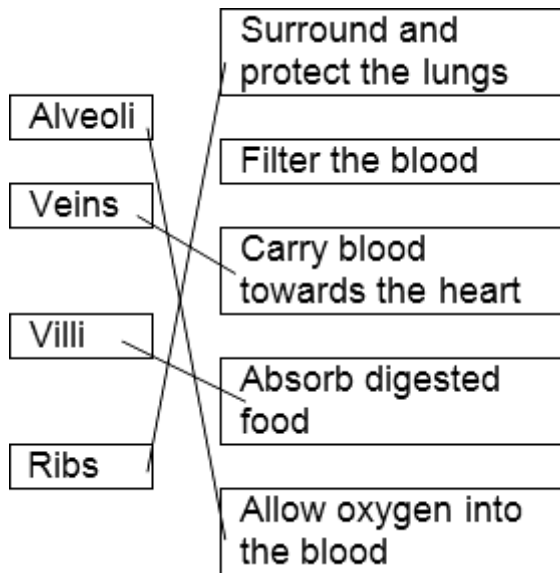 Alveoli
Veins
Villi
Ribs
Surround and
protect the lungs
Filter the blood
Carry blood
towards the heart
Absorb digested
food
Allow oxygen into
the blood